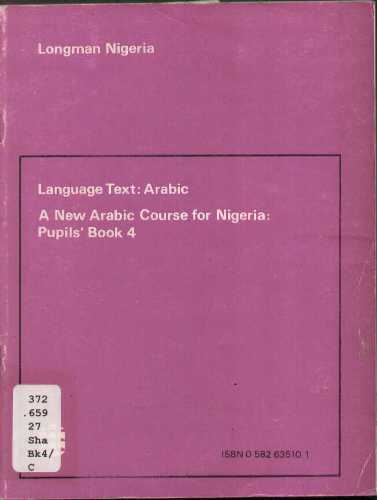 Longman Nigeria
Language Text: Arabic
A New Arabic Course for Nigeria:
Pupils' Book 4
372
.659
27
Sha
Bk4/
C
ISBN 0 582 63510 1